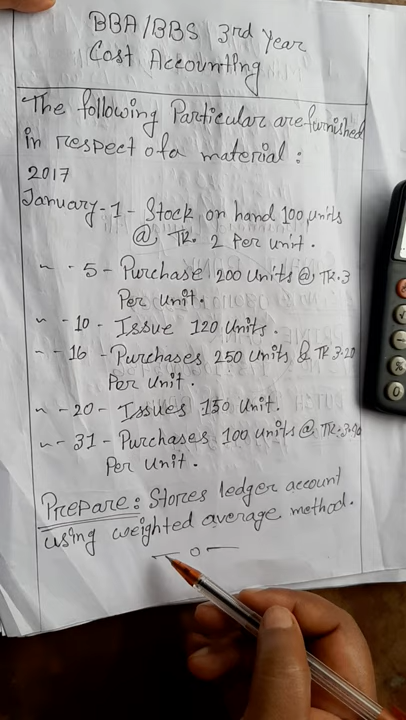 BBA/BBS 3rd Year
Cost Accounting
The following Particular are furnished
in respect of a material :
2017
January-1- Stock on hand 100 units
@ TK. 2 Per unit.
~ - 5 - Purchase 200 units @ TK.3
Per unit.
~ -10 - Issue 120 units.
~ -16 - Purchases 250 units & TK 3.20
Per unit.
~ -20 - Issues 150 unit.
~ - 31 - Purchases 100 units @ TK:
Per unit.
Prepare: Stores ledger account
using weighted average method.
— 0 —